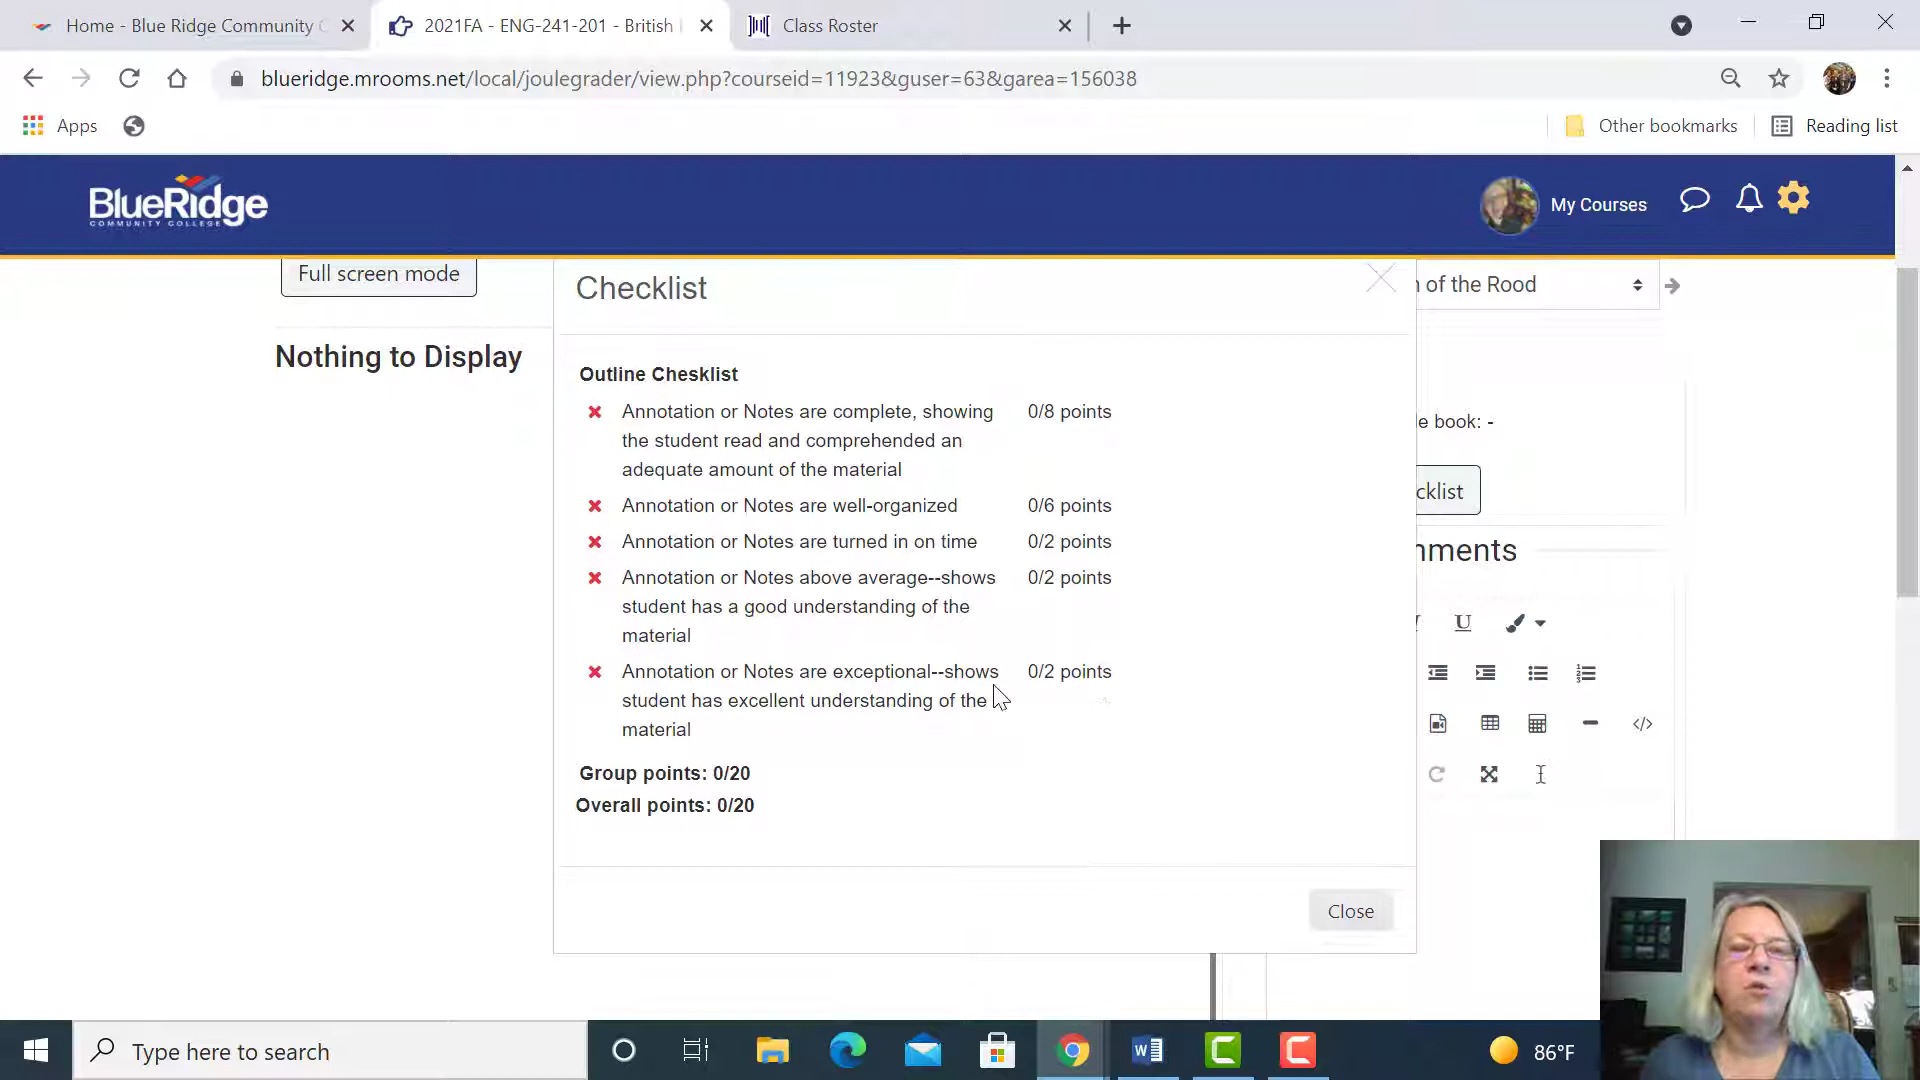 Home - Blue Ridge Community C
2021FA - ENG-241-201 - British
Class Roster
blueridge.mrooms.net/local/joulegrader/view.php?courseid=11923&guser=63&garea=156038
Apps
Other bookmarks
Reading list
BlueRidge
COMMUNITY COLLEGE
My Courses
Full screen mode
Checklist
of the Rood
Nothing to Display
Outline Chesklist
Annotation or Notes are complete, showing 0/8 points
the student read and comprehended an
adequate amount of the material
e book: -
cklist
Annotation or Notes are well-organized 0/6 points
Annotation or Notes are turned in on time 0/2 points
mments
Annotation or Notes above average--shows 0/2 points
student has a good understanding of the
material
U
Annotation or Notes are exceptional--shows 0/2 points
student has excellent understanding of the
material
Group points: 0/20
Overall points: 0/20
Close
Type here to search
86°F